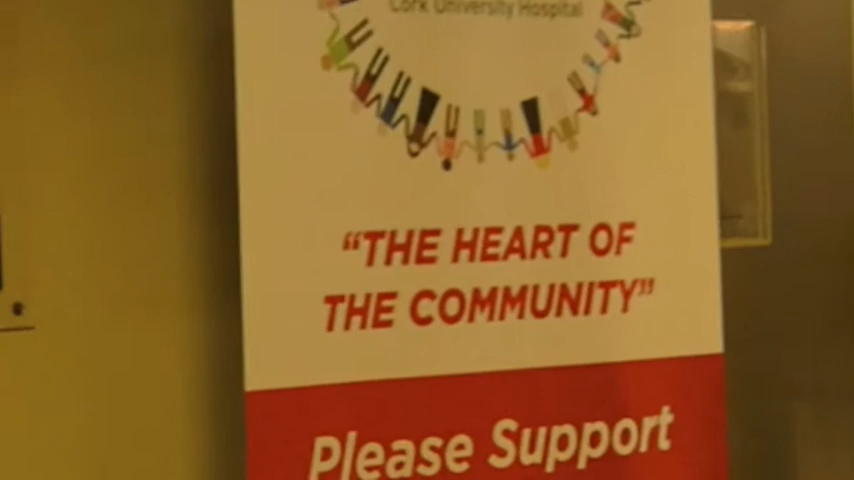 Cork University Hospital
“THE HEART OF
THE COMMUNITY”
Please Support